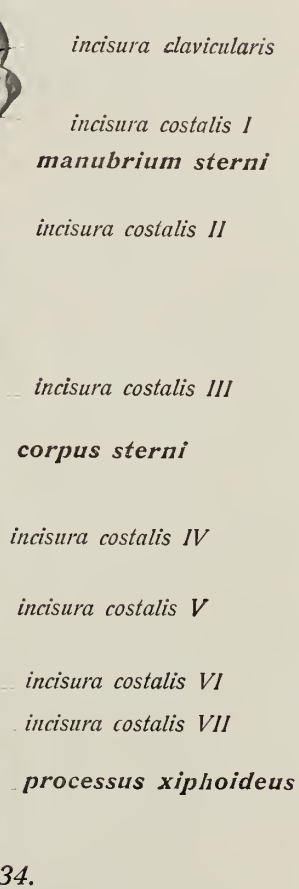 incisura clavicularis
incisura costalis I
manubrium sterni
incisura costalis II
incisura costalis III
corpus sterni
incisura costalis IV
incisura costalis V
incisura costalis VI
incisura costalis VII
processus xiphoideus
34.